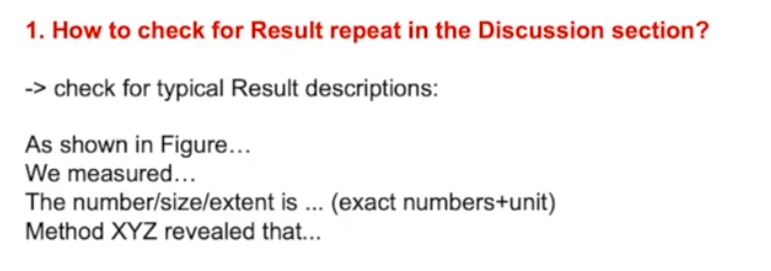 1. How to check for Result repeat in the Discussion section?
-> check for typical Result descriptions:
As shown in Figure…
We measured…
The number/size/extent is ... (exact numbers+unit)
Method XYZ revealed that...